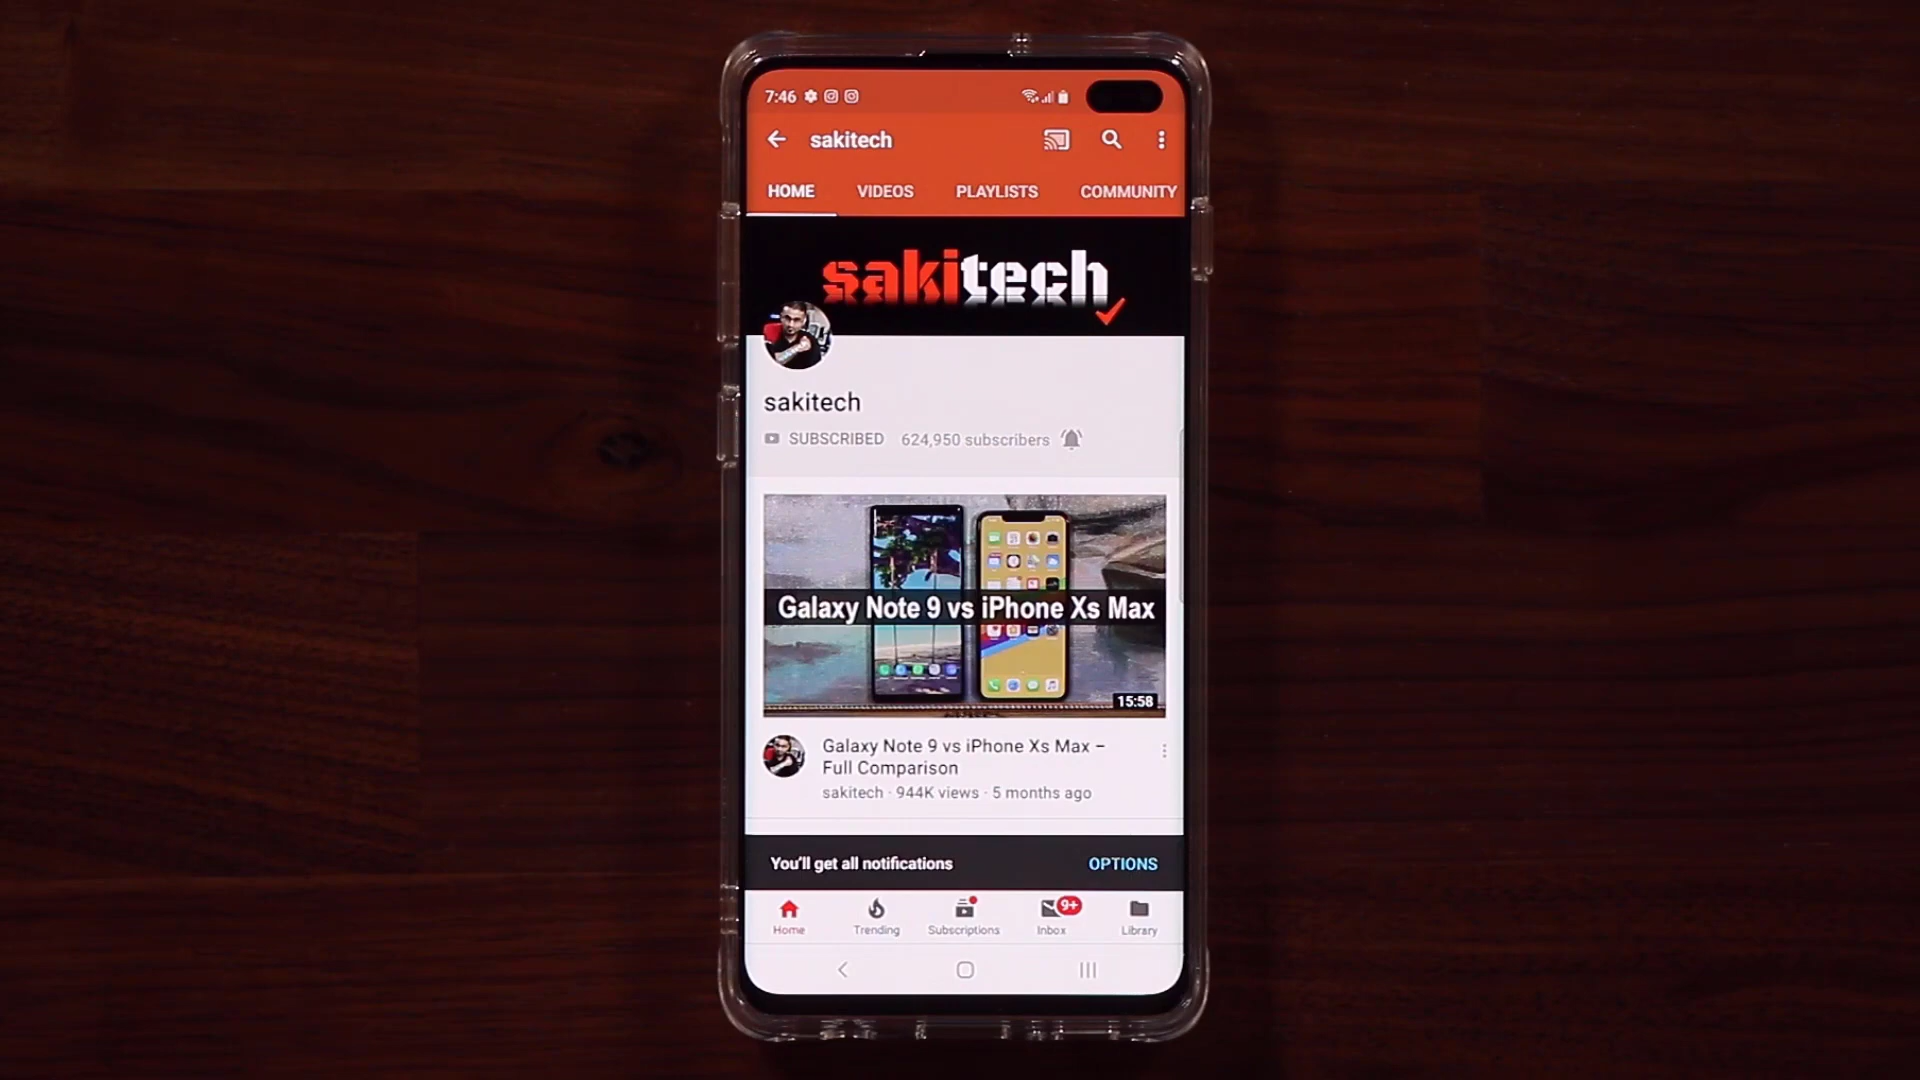 7:46
sakitech
HOME VIDEOS PLAYLISTS COMMUNITY
sakitech
sakitech
SUBSCRIBED 624,950 subscribers
Galaxy Note 9 vs iPhone Xs Max
15:58
Galaxy Note 9 vs iPhone Xs Max –
Full Comparison
sakitech · 944K views · 5 months ago
You'll get all notifications OPTIONS
9+
Home Trending Subscriptions Inbox Library